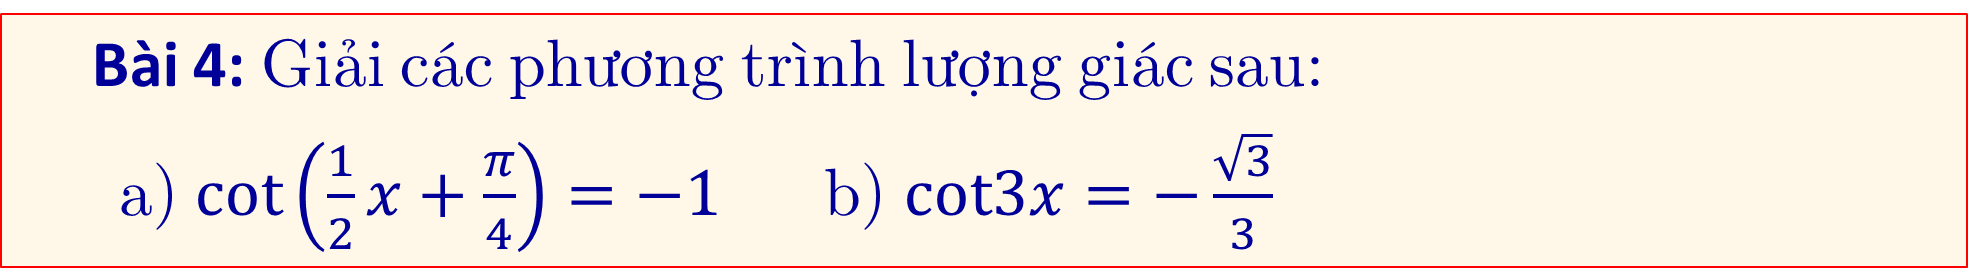 Bài 4: Giải các phương trình lượng giác sau:
a) cot(1/2 x + π/4) = −1 b) cot3x = −√3/3